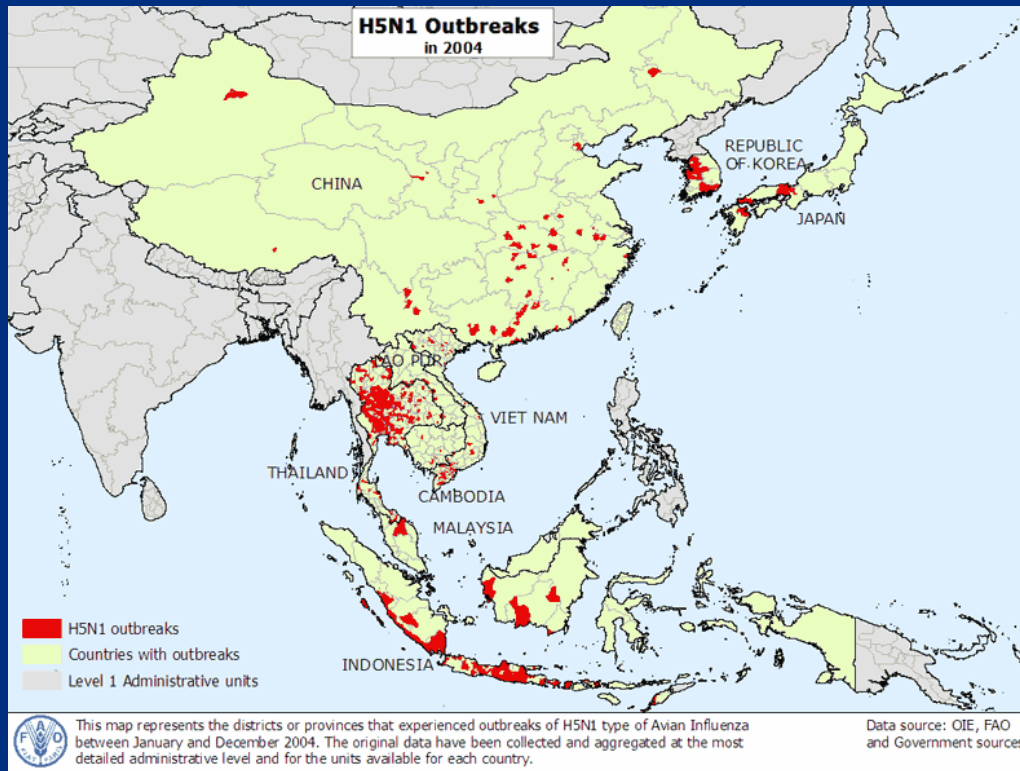 H5N1 Outbreaks
in 2004
REPUBLIC
OF KOREA
CHINA
JAPAN
LAO PDR
VIET NAM
THAILAND
CAMBODIA
MALAYSIA
INDONESIA
H5N1 outbreaks
Countries with outbreaks
Level 1 Administrative units
F A O
FIAT PANIS
This map represents the districts or provinces that experienced outbreaks of H5N1 type of Avian Influenza
between January and December 2004. The original data have been collected and aggregated at the most
detailed administrative level and for the units available for each country.
Data source: OIE, FAO
and Government sources